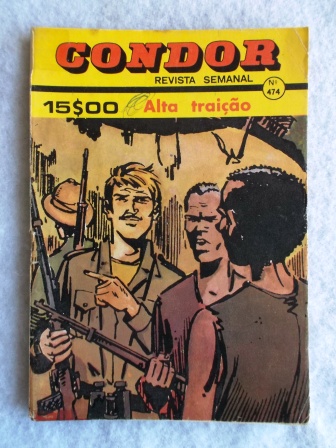 CONDOR
REVISTA SEMANAL
Nº 474
15$00 Alta traição